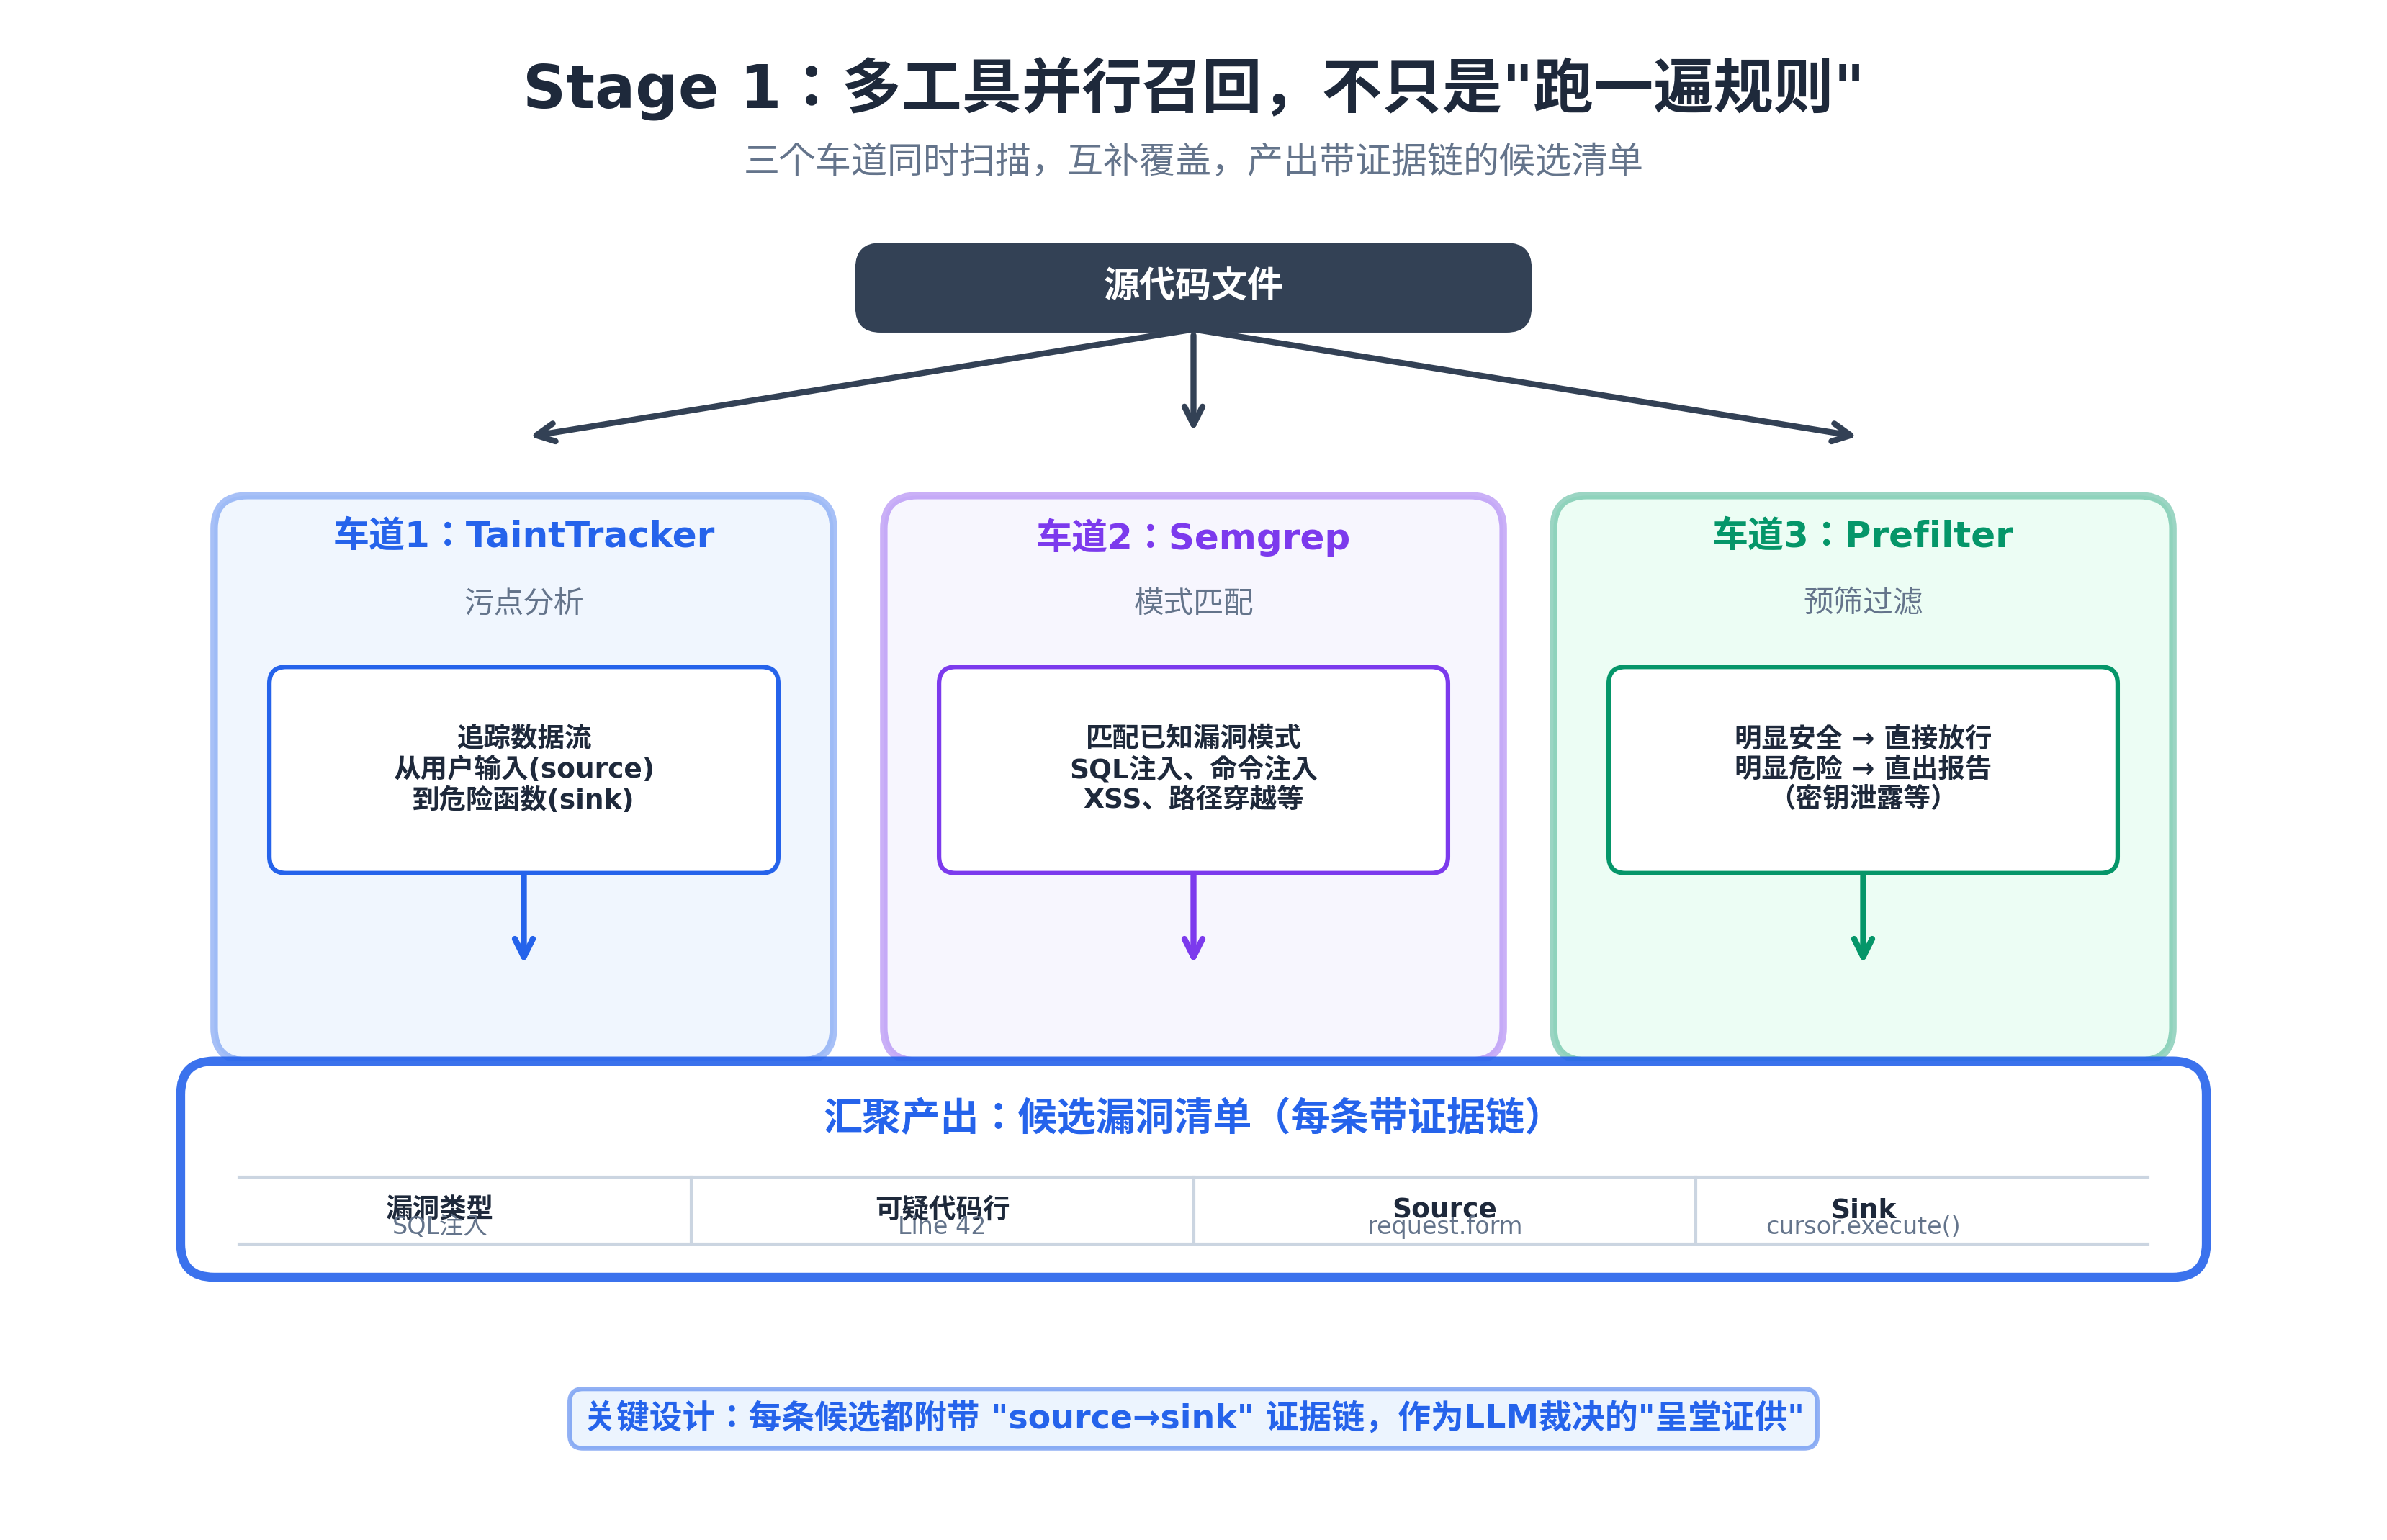 Stage 1：多工具并行召回，不只是"跑一遍规则"
三个车道同时扫描，互补覆盖，产出带证据链的候选清单
源代码文件
车道1：TaintTracker
污点分析
追踪数据流
从用户输入(source)
到危险函数(sink)
车道2：Semgrep
模式匹配
匹配已知漏洞模式
SQL注入、命令注入
XSS、路径穿越等
车道3：Prefilter
预筛过滤
明显安全 → 直接放行
明显危险 → 直出报告
（密钥泄露等）
汇聚产出：候选漏洞清单（每条带证据链）
漏洞类型 可疑代码行 Source Sink
SQL注入 Line 42 request.form cursor.execute()
关键设计：每条候选都附带 "source→sink" 证据链，作为LLM裁决的"呈堂证供"